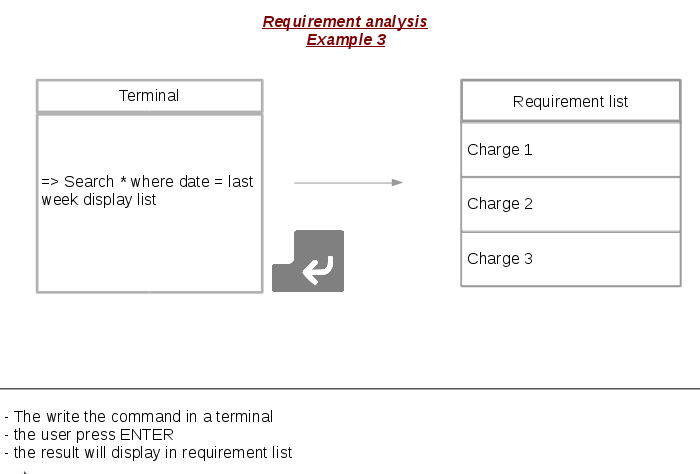 Requirement analysis
Example 3
Terminal
=> Search * where date = last
week display list
Requirement list
Charge 1
Charge 2
Charge 3
- The write the command in a terminal
- the user press ENTER
- the result will display in requirement list